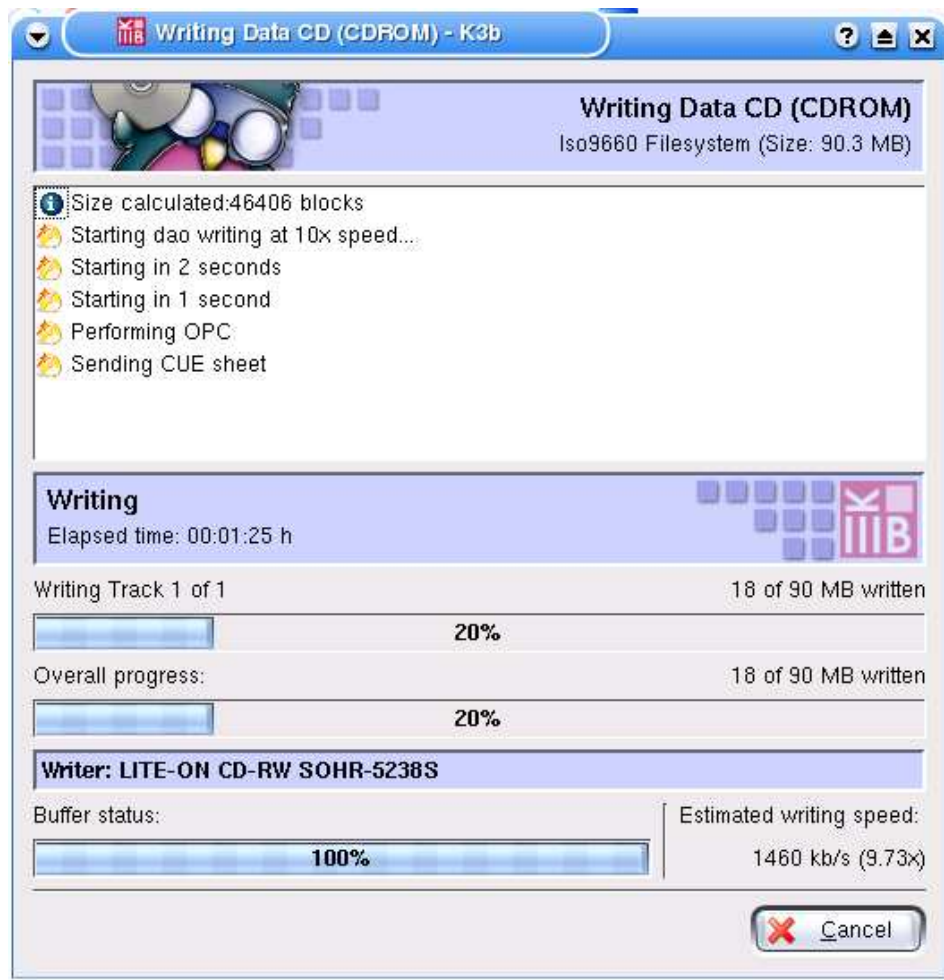 Writing Data CD (CDROM) - K3b
Writing Data CD (CDROM)
Iso9660 Filesystem (Size: 90.3 MB)
Size calculated:46406 blocks
Starting dao writing at 10x speed...
Starting in 2 seconds
Starting in 1 second
Performing OPC
Sending CUE sheet
Writing
Elapsed time: 00:01:25 h
KIIIB
Writing Track 1 of 1 18 of 90 MB written
20%
Overall progress: 18 of 90 MB written
20%
Writer: LITE-ON CD-RW SOHR-5238S
Buffer status: Estimated writing speed:
100% 1460 kb/s (9.73x)
Cancel